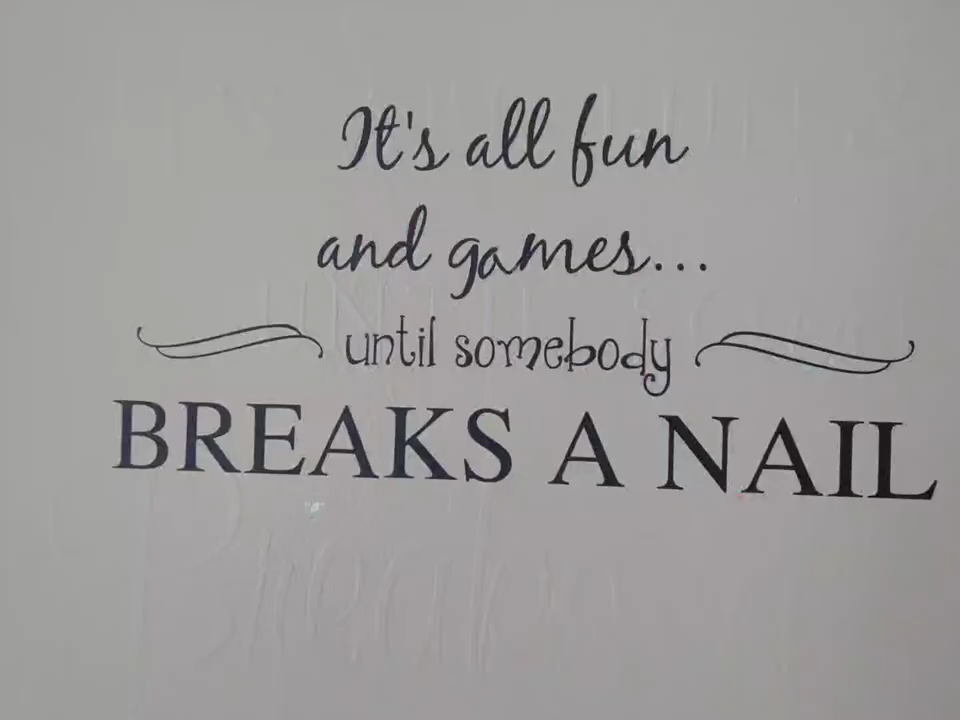 It's all fun
and games...
until somebody
BREAKS A NAIL